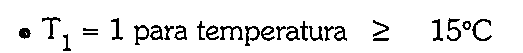 • T₁ = 1 para temperatura ≥ 15°C